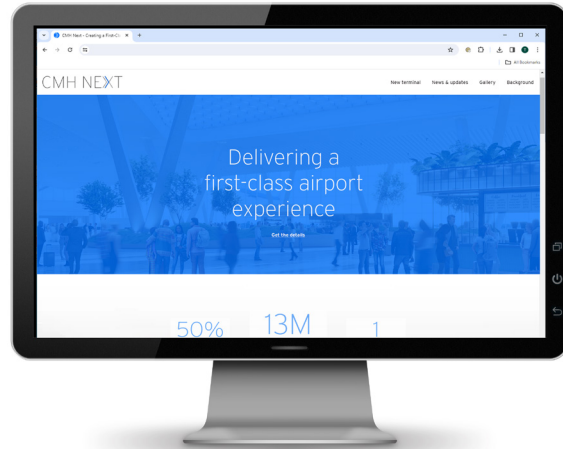 CMH Next - Creating a First-Cl
All Bookmarks
CMH NEXT
New terminal News & updates Gallery Background
Delivering a
first-class airport
experience
Get the details
50% 13M 1